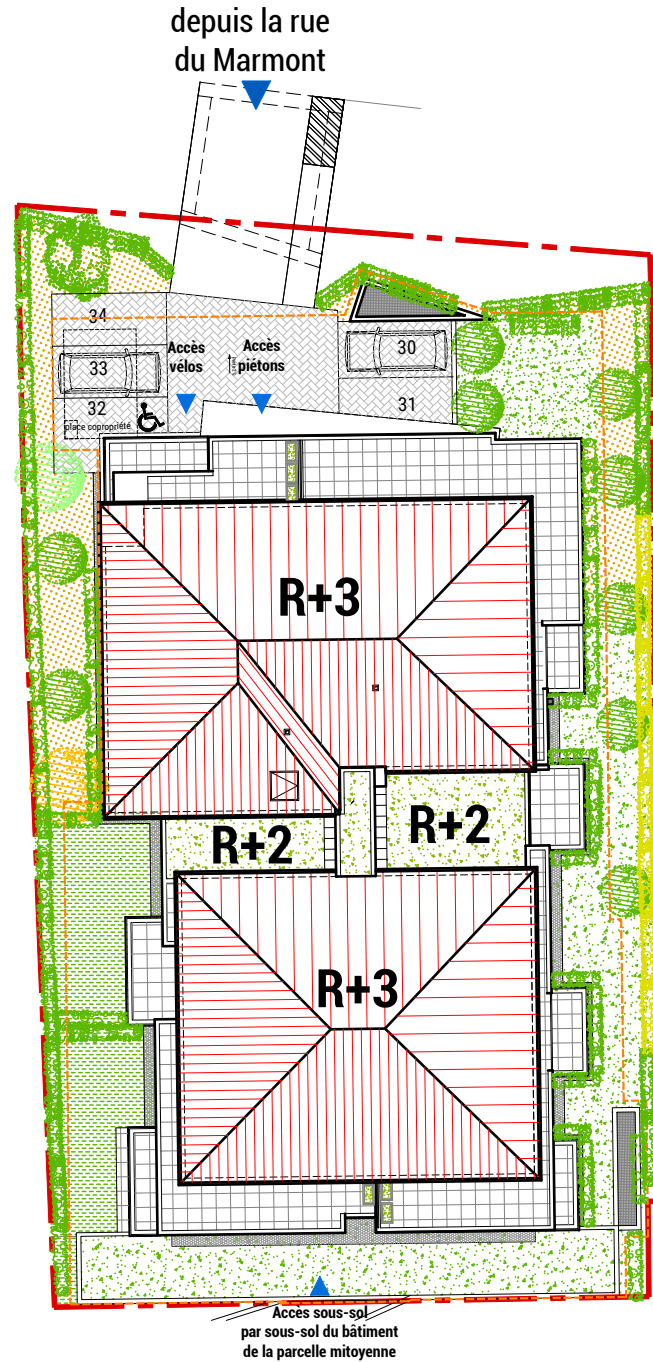 depuis la rue
du Marmont
34
33
32
place copropriété
Accès
vélos
Accès
piétons
30
31
R+3
R+2
R+2
R+3
Accès sous-sol
par sous-sol du bâtiment
de la parcelle mitoyenne